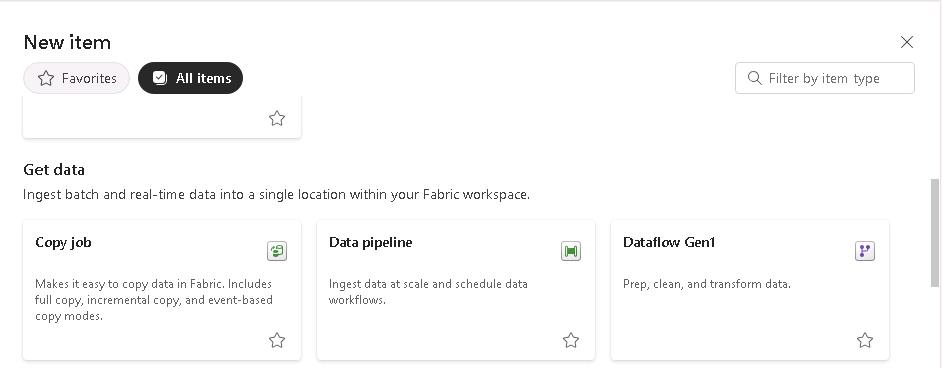 New item
Favorites
All items
Filter by item type
Get data
Ingest batch and real-time data into a single location within your Fabric workspace.
Copy job
Makes it easy to copy data in Fabric. Includes
full copy, incremental copy, and event-based
copy modes.
Data pipeline
Ingest data at scale and schedule data
workflows.
Dataflow Gen1
Prep, clean, and transform data.